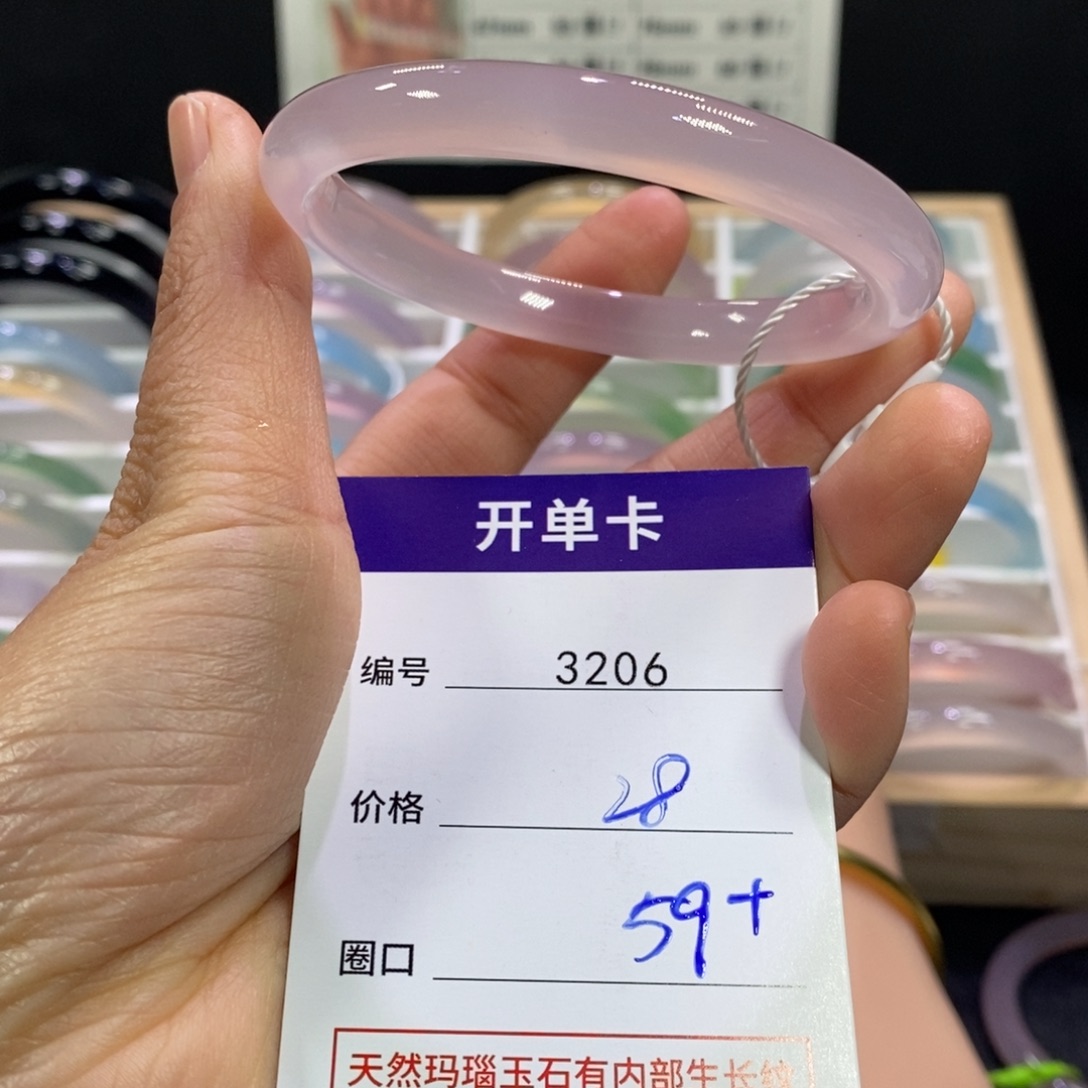 开单卡
编号 3206
价格 28
圈口 59+
天然玛瑙玉石有内部生长纹